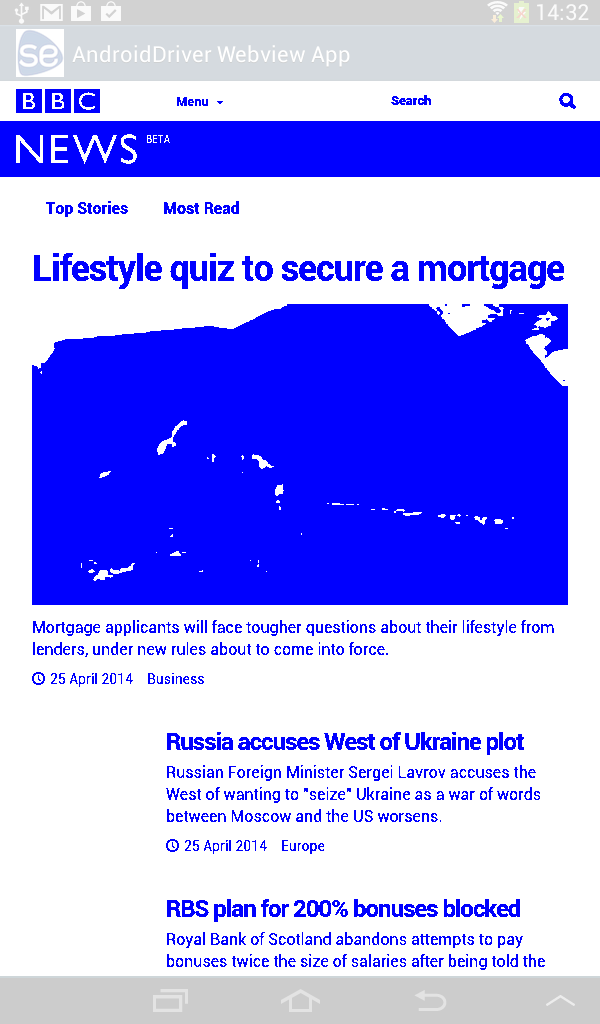 14:32
se AndroidDriver Webview App
BBC Menu Search
NEWS BETA
Top Stories Most Read
Lifestyle quiz to secure a mortgage
Mortgage applicants will face tougher questions about their lifestyle from
lenders, under new rules about to come into force.
25 April 2014 Business
Russia accuses West of Ukraine plot
Russian Foreign Minister Sergei Lavrov accuses the
West of wanting to "seize" Ukraine as a war of words
between Moscow and the US worsens.
25 April 2014 Europe
RBS plan for 200% bonuses blocked
Royal Bank of Scotland abandons attempts to pay
bonuses twice the size of salaries after being told the